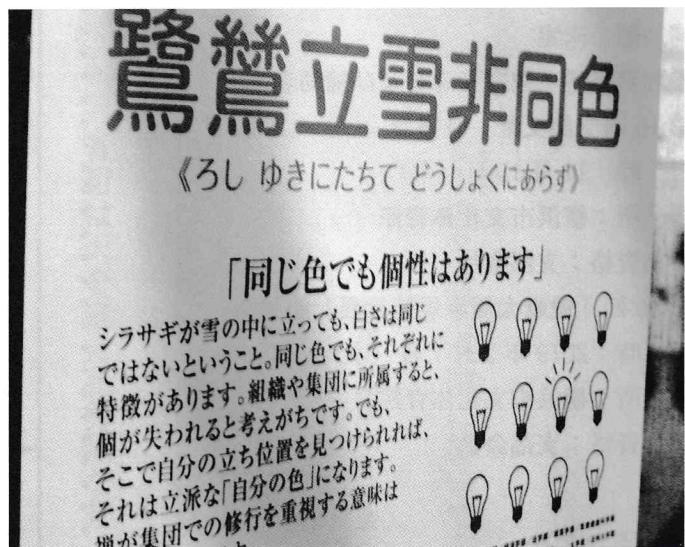 鷺鷥立雪非同色
《ろし ゆきにたちて どうしょくにあらず》
「同じ色でも個性はあります」
シラサギが雪の中に立っても、白さは同じ
ではないということ。同じ色でも、それぞれに
特徴があります。組織や集団に所属すると、
個が失われると考えがちです。でも、
そこで自分の立ち位置を見つけられれば、
それは立派な「自分の色」になります。
禅が集団での修行を重視する意味は